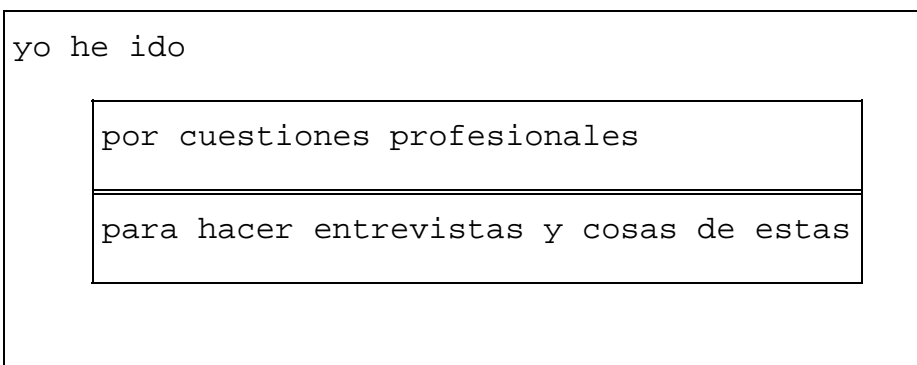 yo he ido
por cuestiones profesionales
para hacer entrevistas y cosas de estas